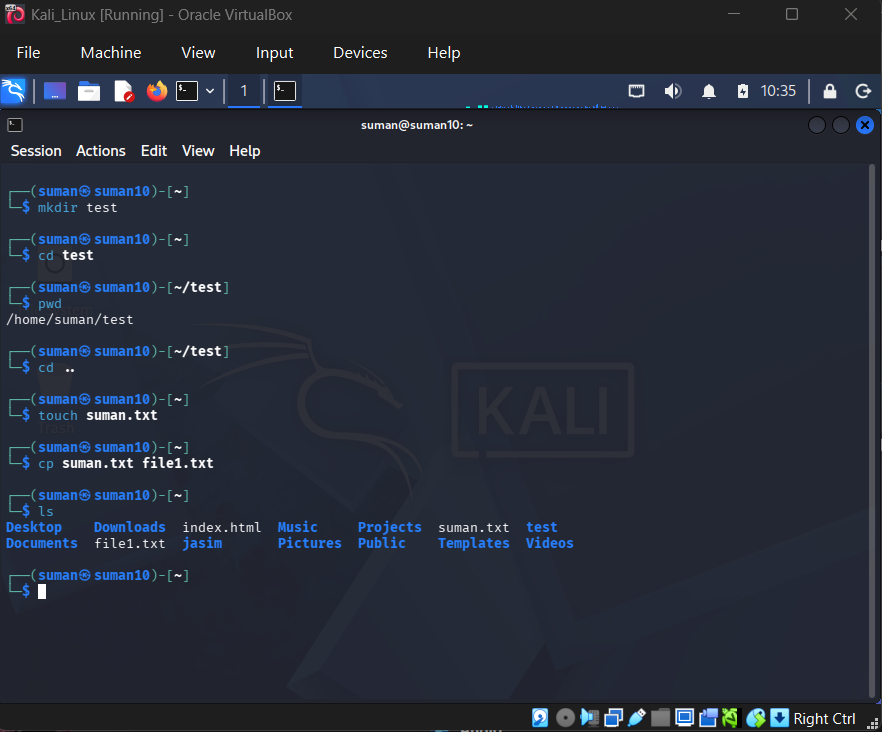 Kali_Linux [Running] - Oracle VirtualBox
File Machine View Input Devices Help
1 10:35
suman@suman10: ~
Session Actions Edit View Help
┌──(suman㉿suman10)-[~]
└─$ mkdir test
┌──(suman㉿suman10)-[~]
└─$ cd test
┌──(suman㉿suman10)-[~/test]
└─$ pwd
/home/suman/test
┌──(suman㉿suman10)-[~/test]
└─$ cd ..
┌──(suman㉿suman10)-[~]
└─$ touch suman.txt
Trash
┌──(suman㉿suman10)-[~]
└─$ cp suman.txt file1.txt
KALI
┌──(suman㉿suman10)-[~]
└─$ ls
Desktop Downloads index.html Music Projects suman.txt test
Documents file1.txt jasim Pictures Public Templates Videos
┌──(suman㉿suman10)-[~]
└─$
Right Ctrl